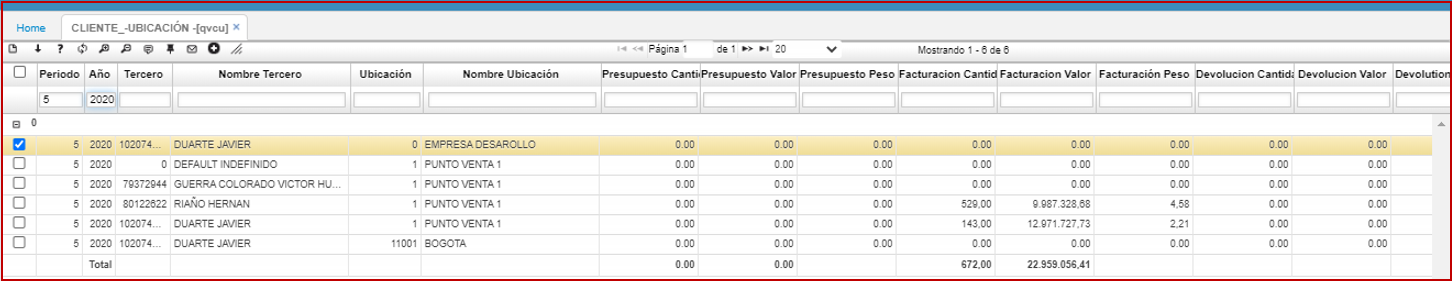 Home CLIENTE_-UBICACIÓN -[qvcu] ×
Página 1 de 1 20 Mostrando 1 - 6 de 6
Periodo Año Tercero Nombre Tercero Ubicación Nombre Ubicación Presupuesto Canti Presupuesto Valor Presupuesto Peso Facturacion Cantid Facturacion Valor Facturación Peso Devolucion Cantida Devolucion Valor Devolution
5 2020
0
5 2020 102074... DUARTE JAVIER 0 EMPRESA DESAROLLO 0.00 0.00 0.00 0.00 0.00 0.00 0.00 0.00
5 2020 0 DEFAULT INDEFINIDO 1 PUNTO VENTA 1 0.00 0.00 0.00 0.00 0.00 0.00 0.00 0.00
5 2020 79372944 GUERRA COLORADO VICTOR HU... 1 PUNTO VENTA 1 0.00 0.00 0.00 0.00 0.00 0.00 0.00 0.00
5 2020 80122622 RIAÑO HERNAN 1 PUNTO VENTA 1 0.00 0.00 0.00 529,00 9.987.328,68 4,58 0.00 0.00
5 2020 102074... DUARTE JAVIER 1 PUNTO VENTA 1 0.00 0.00 0.00 143,00 12.971.727,73 2,21 0.00 0.00
5 2020 102074... DUARTE JAVIER 11001 BOGOTA 0.00 0.00 0.00 0.00 0.00 0.00 0.00 0.00
Total 0.00 0.00 672,00 22.959.056,41